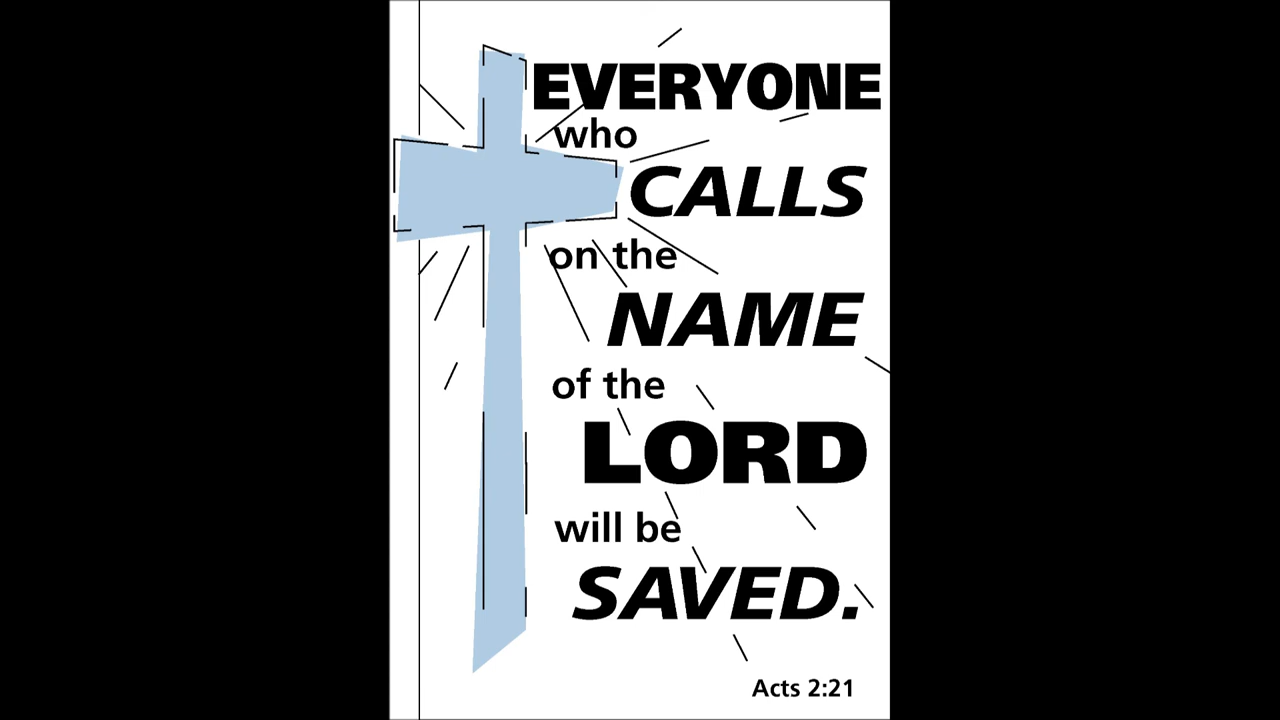 EVERYONE
who
CALLS
on the
NAME
of the
LORD
will be
SAVED.
Acts 2:21